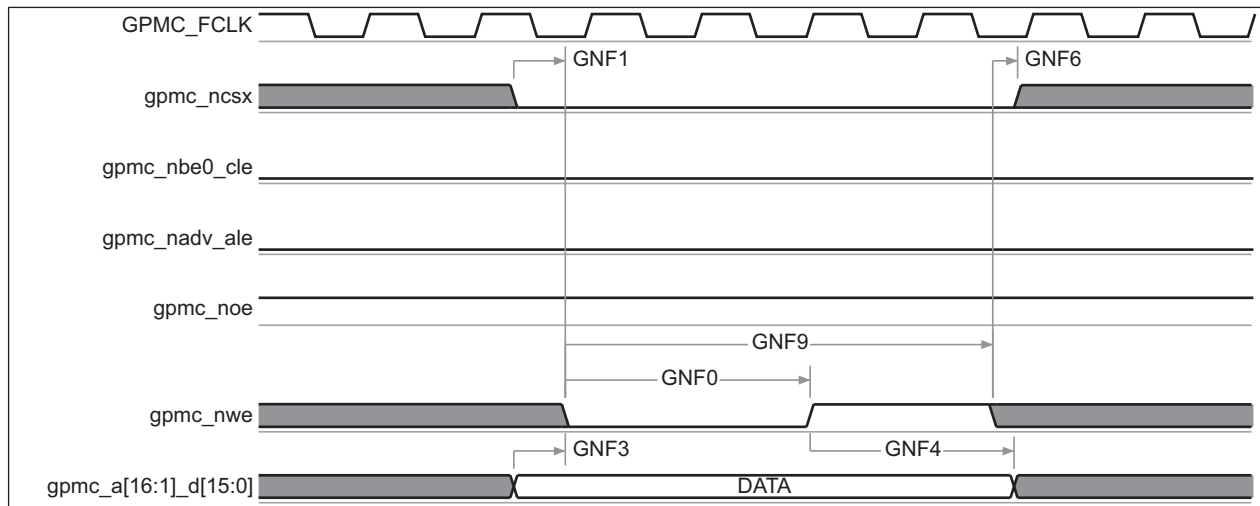 GPMC_FCLK
GNF1
GNF6
gpmc_ncsx
gpmc_nbe0_cle
gpmc_nadv_ale
gpmc_noe
GNF9
GNF0
gpmc_nwe
GNF3
GNF4
gpmc_a[16:1]_d[15:0]
DATA